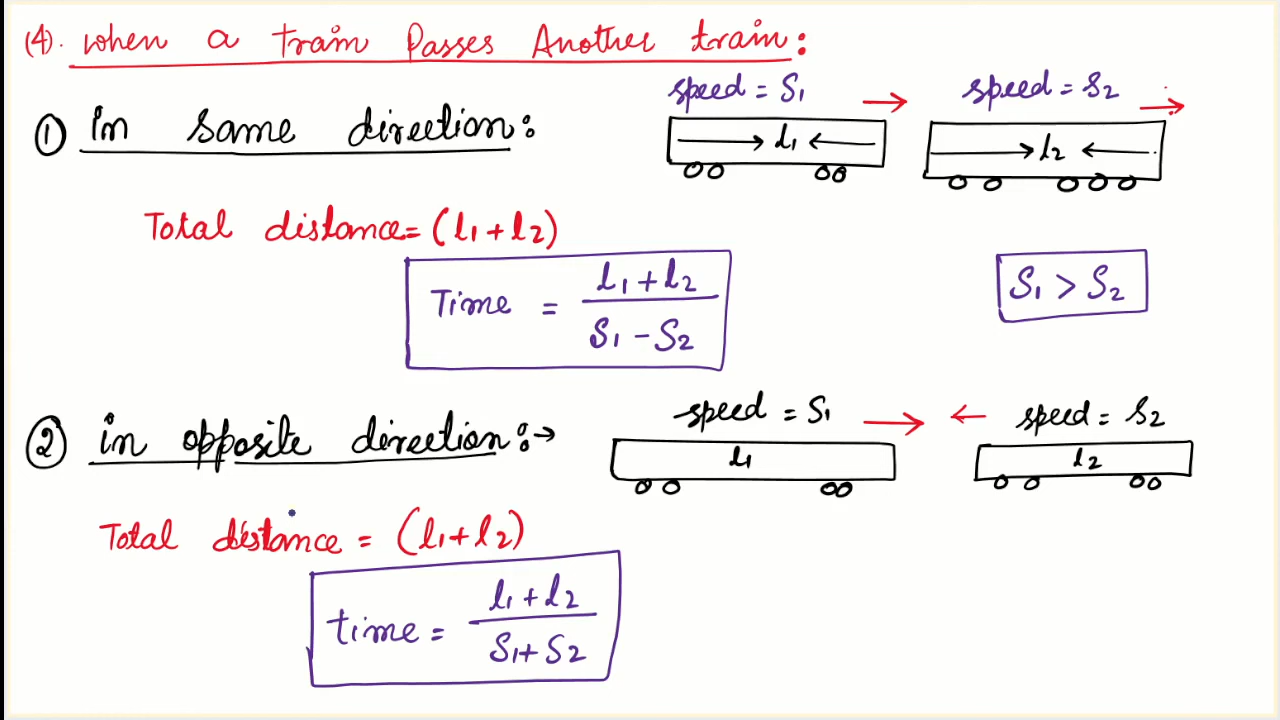 (4). when a train Passes Another train:
① in same direction:
speed = S₁
speed = S₂
l₁
l₂
Total distance = (l₁ + l₂)
Time = (l₁ + l₂) / (S₁ - S₂)
S₁ > S₂
② in opposite direction:→
speed = S₁
speed = S₂
l₁
l₂
Total distance = (l₁ + l₂)
time = (l₁ + l₂) / (S₁ + S₂)